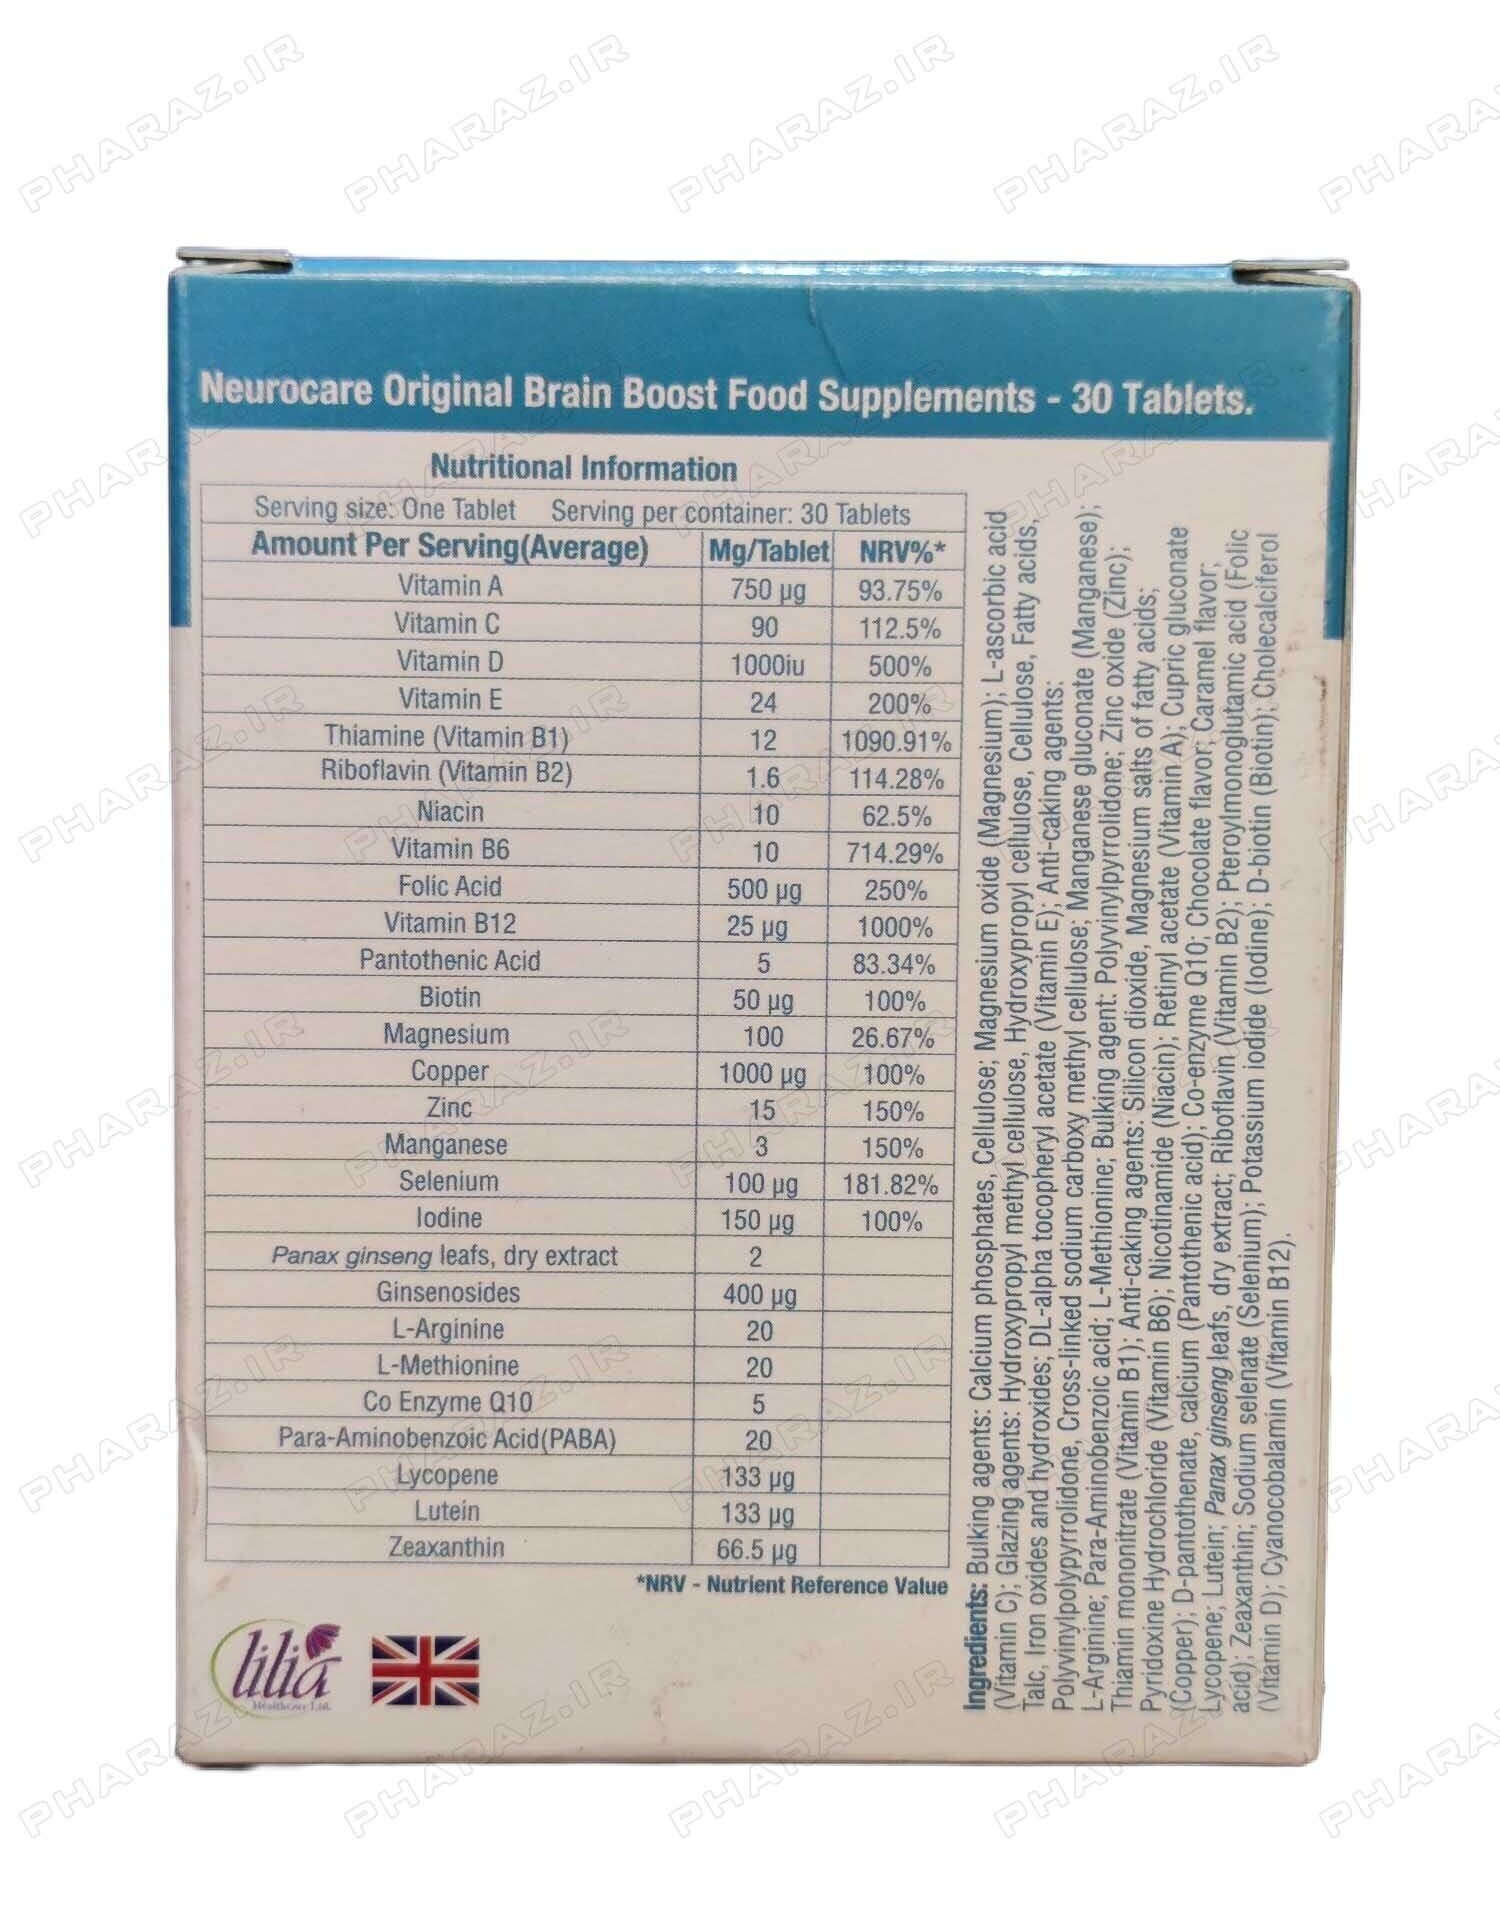 Neurocare Original Brain Boost Food Supplements - 30 Tablets.
Nutritional Information
Serving size: One Tablet Serving per container: 30 Tablets
Amount Per Serving(Average) Mg/Tablet NRV%*
Vitamin A 750 µg 93.75%
Vitamin C 90 112.5%
Vitamin D 1000iu 500%
Vitamin E 24 200%
Thiamine (Vitamin B1) 12 1090.91%
Riboflavin (Vitamin B2) 1.6 114.28%
Niacin 10 62.5%
Vitamin B6 10 714.29%
Folic Acid 500 µg 250%
Vitamin B12 25 µg 1000%
Pantothenic Acid 5 83.34%
Biotin 50 µg 100%
Magnesium 100 26.67%
Copper 1000 µg 100%
Zinc 15 150%
Manganese 3 150%
Selenium 100 µg 181.82%
Iodine 150 µg 100%
Panax ginseng leafs, dry extract 2
Ginsenosides 400 µg
L-Arginine 20
L-Methionine 20
Co Enzyme Q10 5
Para-Aminobenzoic Acid(PABA) 20
Lycopene 133 µg
Lutein 133 µg
Zeaxanthin 66.5 µg
*NRV - Nutrient Reference Value
lilia
Healthcare Ltd.
Ingredients: Bulking agents: Calcium phosphates, Cellulose; Magnesium oxide (Magnesium); L-ascorbic acid
(Vitamin C); Glazing agents: Hydroxypropyl methyl cellulose, Hydroxypropyl cellulose, Cellulose, Fatty acids,
Talc, Iron oxides and hydroxides; DL-alpha tocopheryl acetate (Vitamin E); Anti-caking agents:
Polyvinylpolypyrrolidone, Cross-linked sodium carboxy methyl cellulose; Manganese gluconate (Manganese);
L-Arginine; Para-Aminobenzoic acid; L-Methionine; Bulking agent: Polyvinylpyrrolidone; Zinc oxide (Zinc);
Thiamin mononitrate (Vitamin B1); Anti-caking agents: Silicon dioxide, Magnesium salts of fatty acids;
Pyridoxine Hydrochloride (Vitamin B6); Nicotinamide (Niacin); Retinyl acetate (Vitamin A); Cupric gluconate
(Copper); D-pantothenate, calcium (Pantothenic acid); Co-enzyme Q10; Chocolate flavor; Caramel flavor;
Lycopene; Lutein; Panax ginseng leafs, dry extract; Riboflavin (Vitamin B2); Pteroylmonoglutamic acid (Folic
acid); Zeaxanthin; Sodium selenate (Selenium); Potassium iodide (Iodine); D-biotin (Biotin); Cholecalciferol
(Vitamin D); Cyanocobalamin (Vitamin B12).
PHARAZ.IR